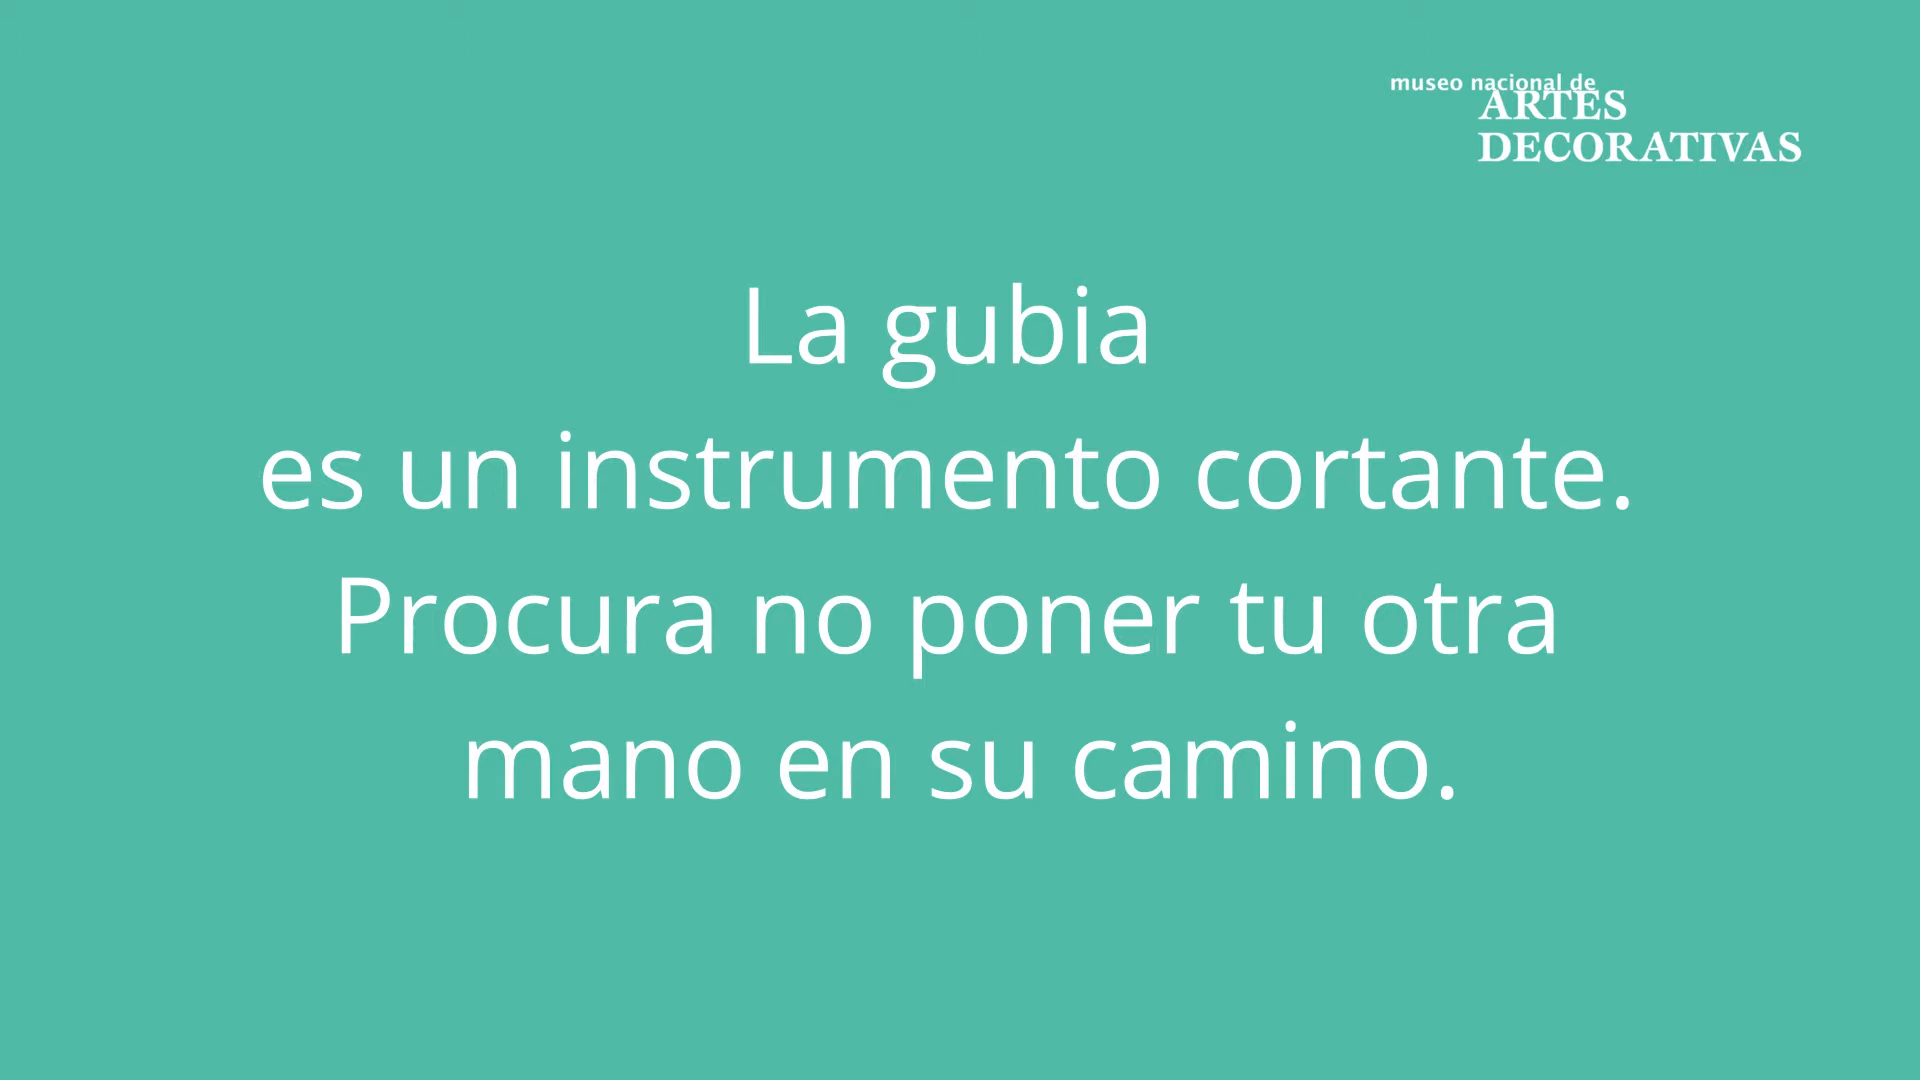 museo nacional de
ARTES
DECORATIVAS
La gubia
es un instrumento cortante.
Procura no poner tu otra
mano en su camino.